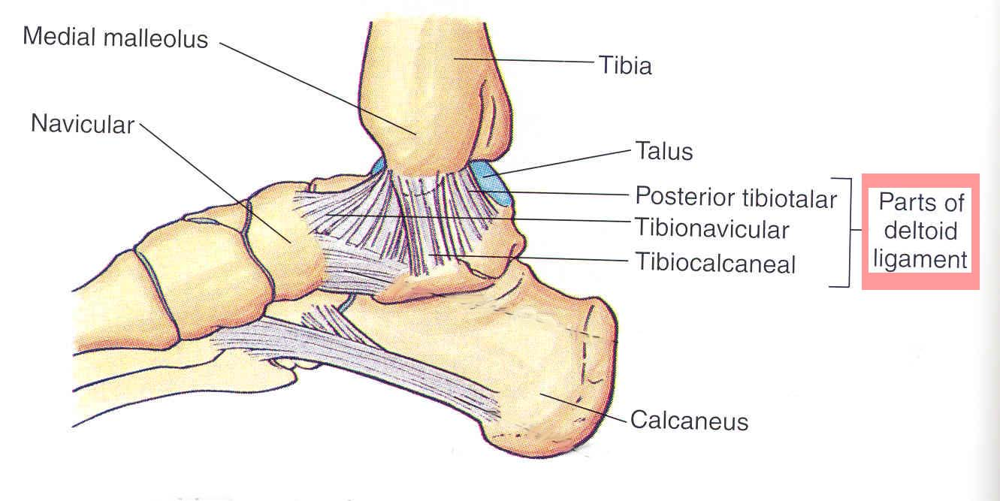 Medial malleolus
Tibia
Navicular
Talus
Posterior tibiotalar
Tibionavicular
Tibiocalcaneal
Parts of
deltoid
ligament
Calcaneus